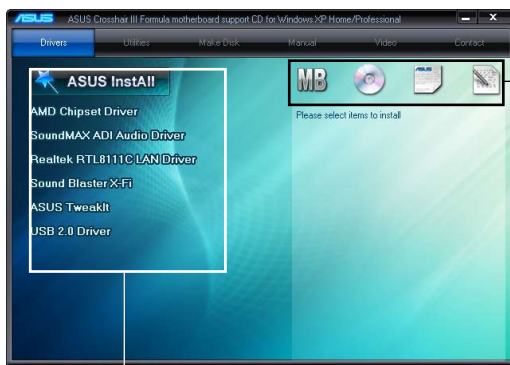 ASUS ASUS Crosshair III Formula motherboard support CD for Windows XP Home/Professional
Drivers Utilities Make Disk Manual Video Contact
ASUS InstAll
MB
Please select items to install
AMD Chipset Driver
SoundMAX ADI Audio Driver
Realtek RTL8111C LAN Driver
Sound Blaster X-Fi
ASUS TweakIt
USB 2.0 Driver